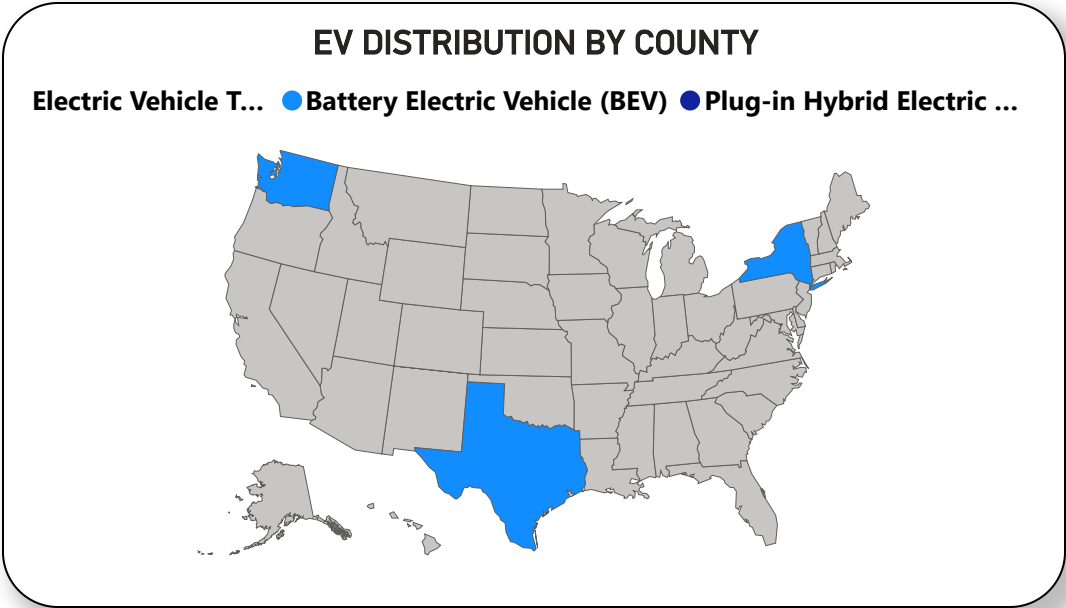 EV DISTRIBUTION BY COUNTY
Electric Vehicle T... Battery Electric Vehicle (BEV) Plug-in Hybrid Electric ...